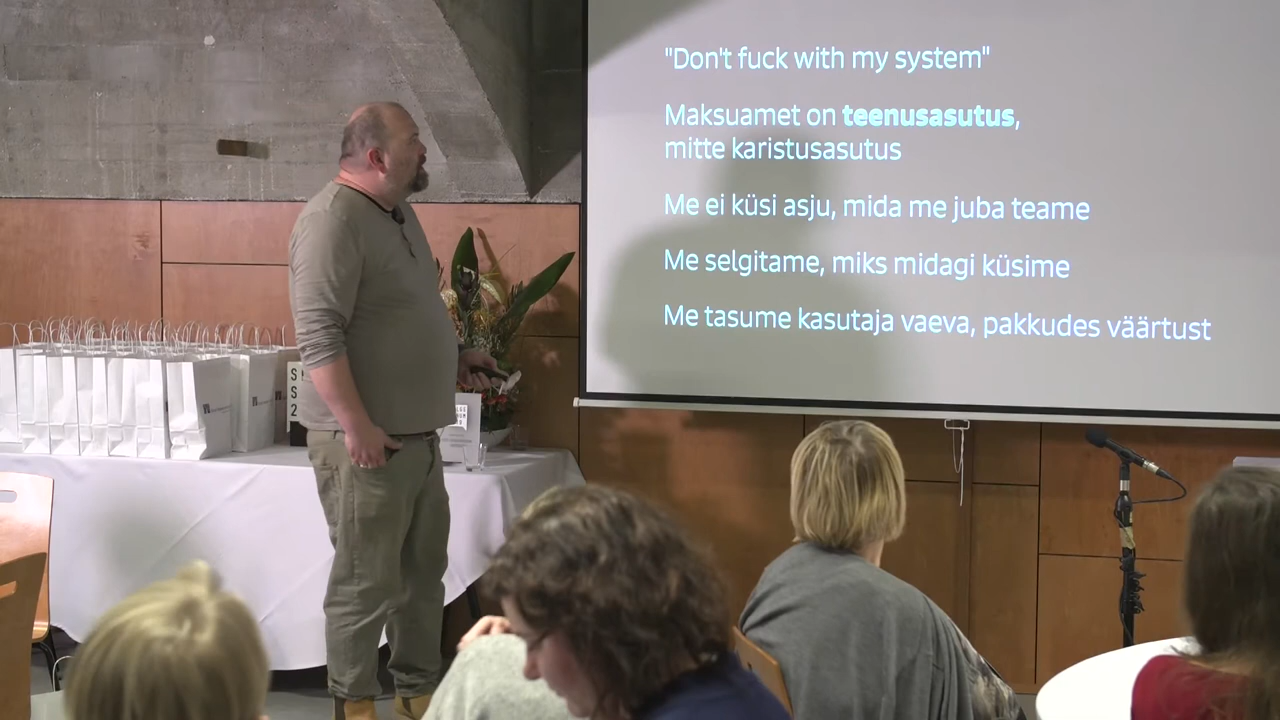 "Don't fuck with my system"
Maksuamet on teenusasutus,
mitte karistusasutus
Me ei küsi asju, mida me juba teame
Me selgitame, miks midagi küsime
Me tasume kasutaja vaeva, pakkudes väärtust
S
S
2